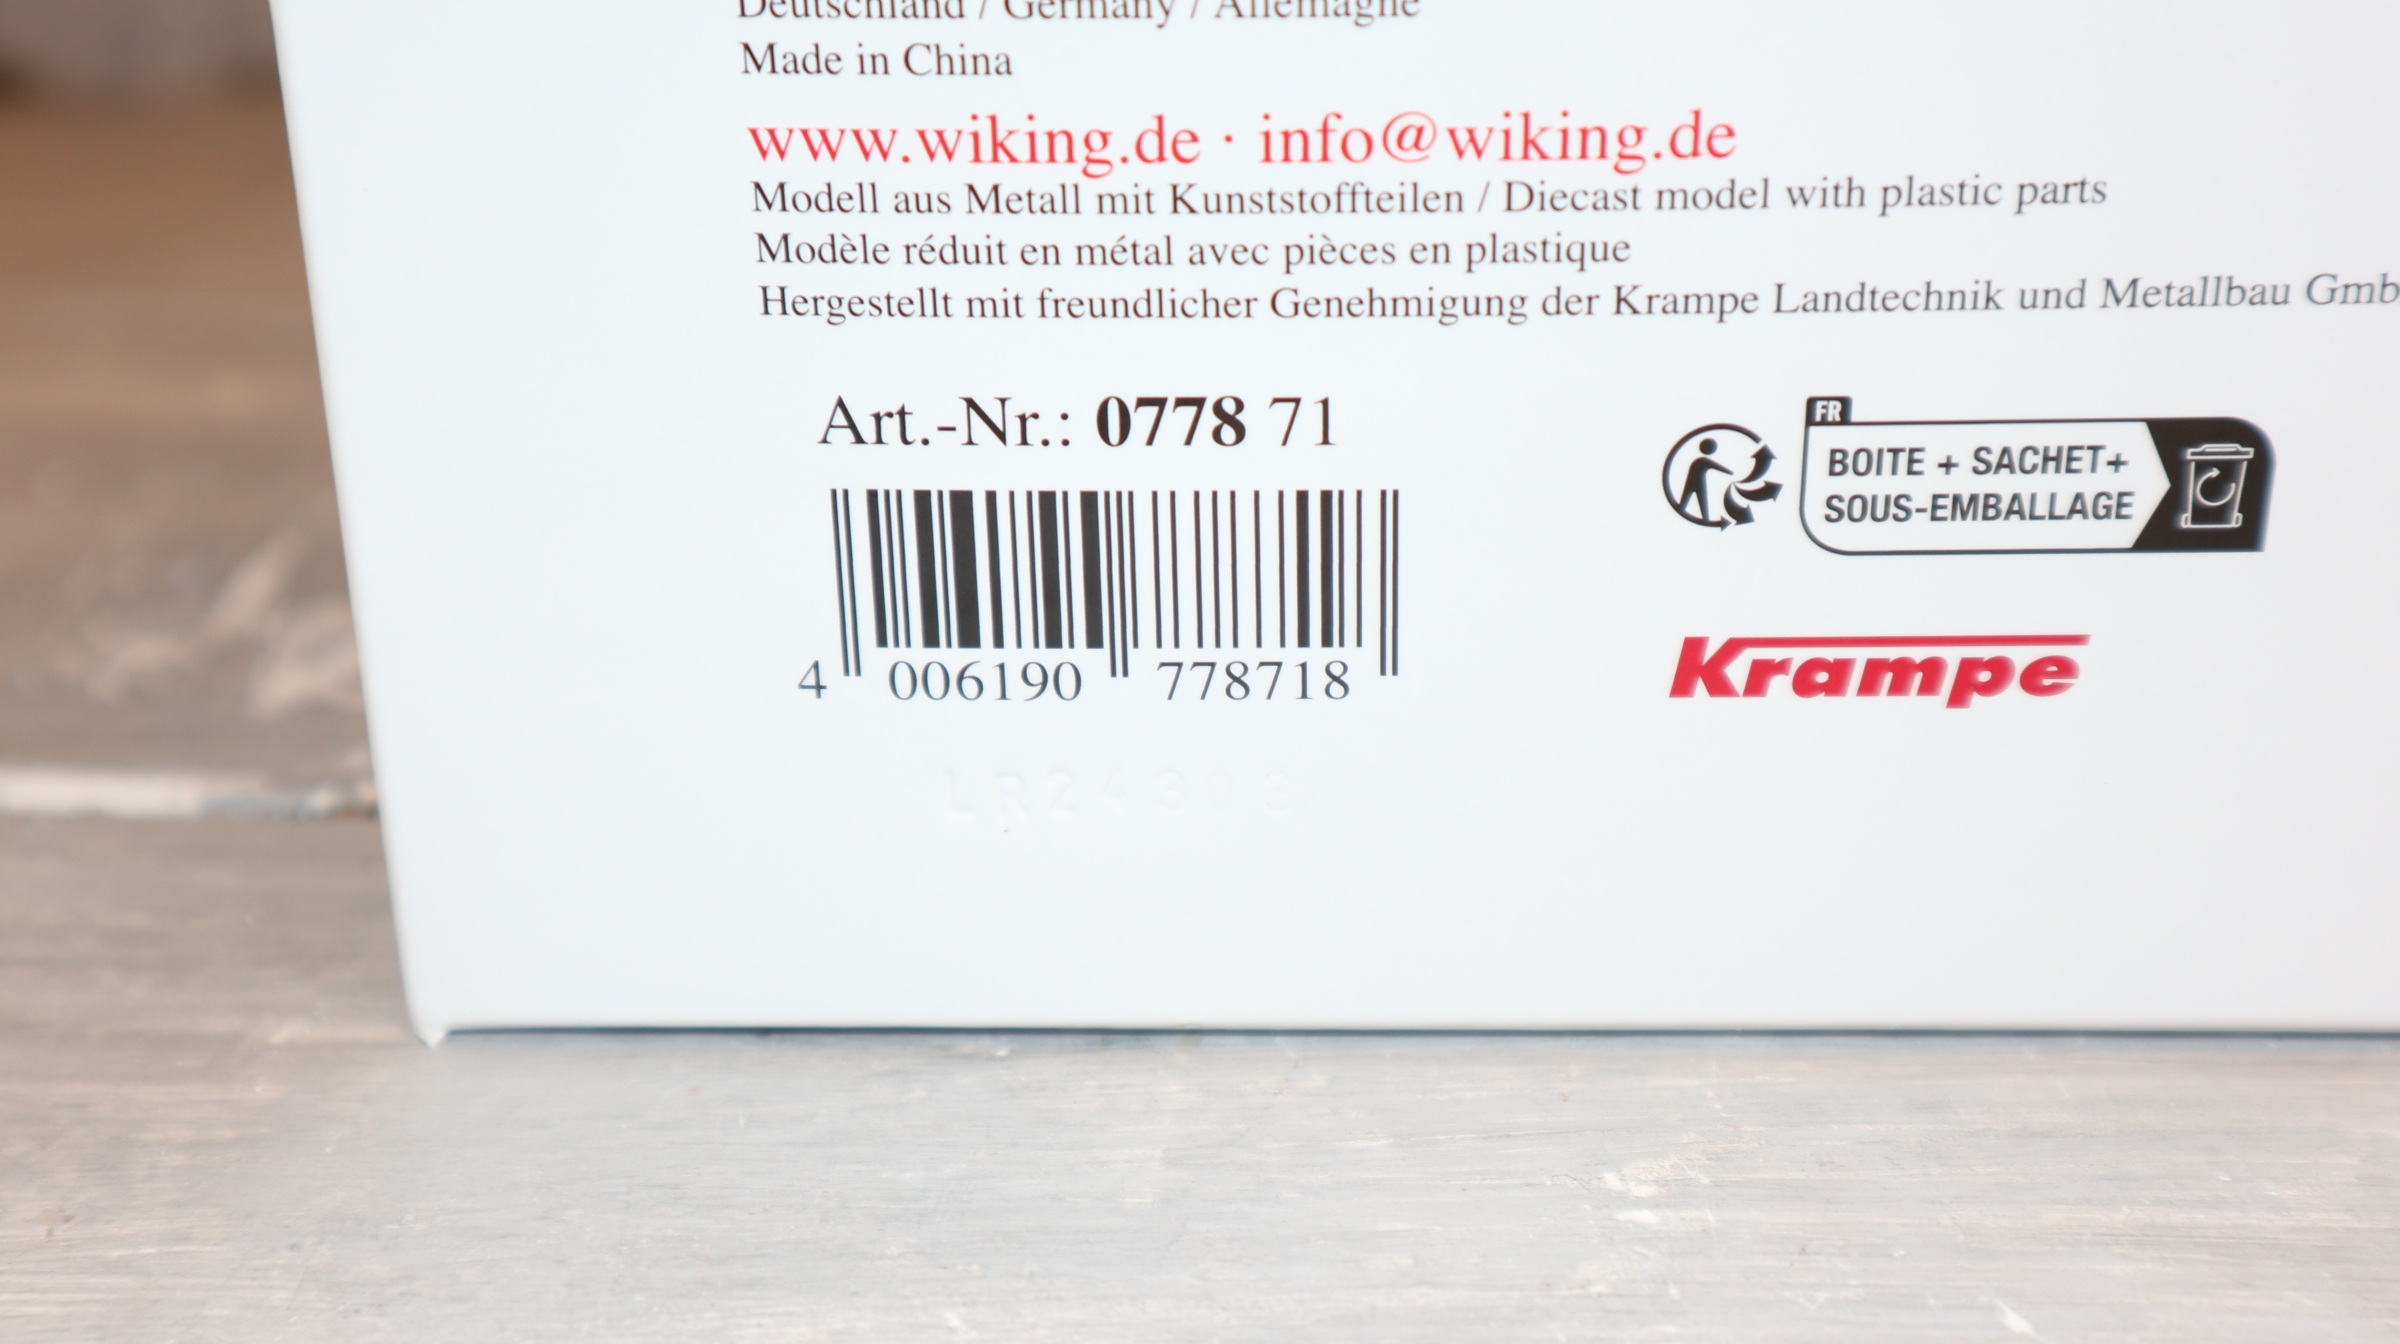 Deutschland / Germany / Allemagne
Made in China
www.wiking.de · info@wiking.de
Modell aus Metall mit Kunststoffteilen / Diecast model with plastic parts
Modèle réduit en métal avec pièces en plastique
Hergestellt mit freundlicher Genehmigung der Krampe Landtechnik und Metallbau Gmb
Art.-Nr.: 0778 71
FR
BOITE + SACHET+
SOUS-EMBALLAGE
4 006190 778718
Krampe